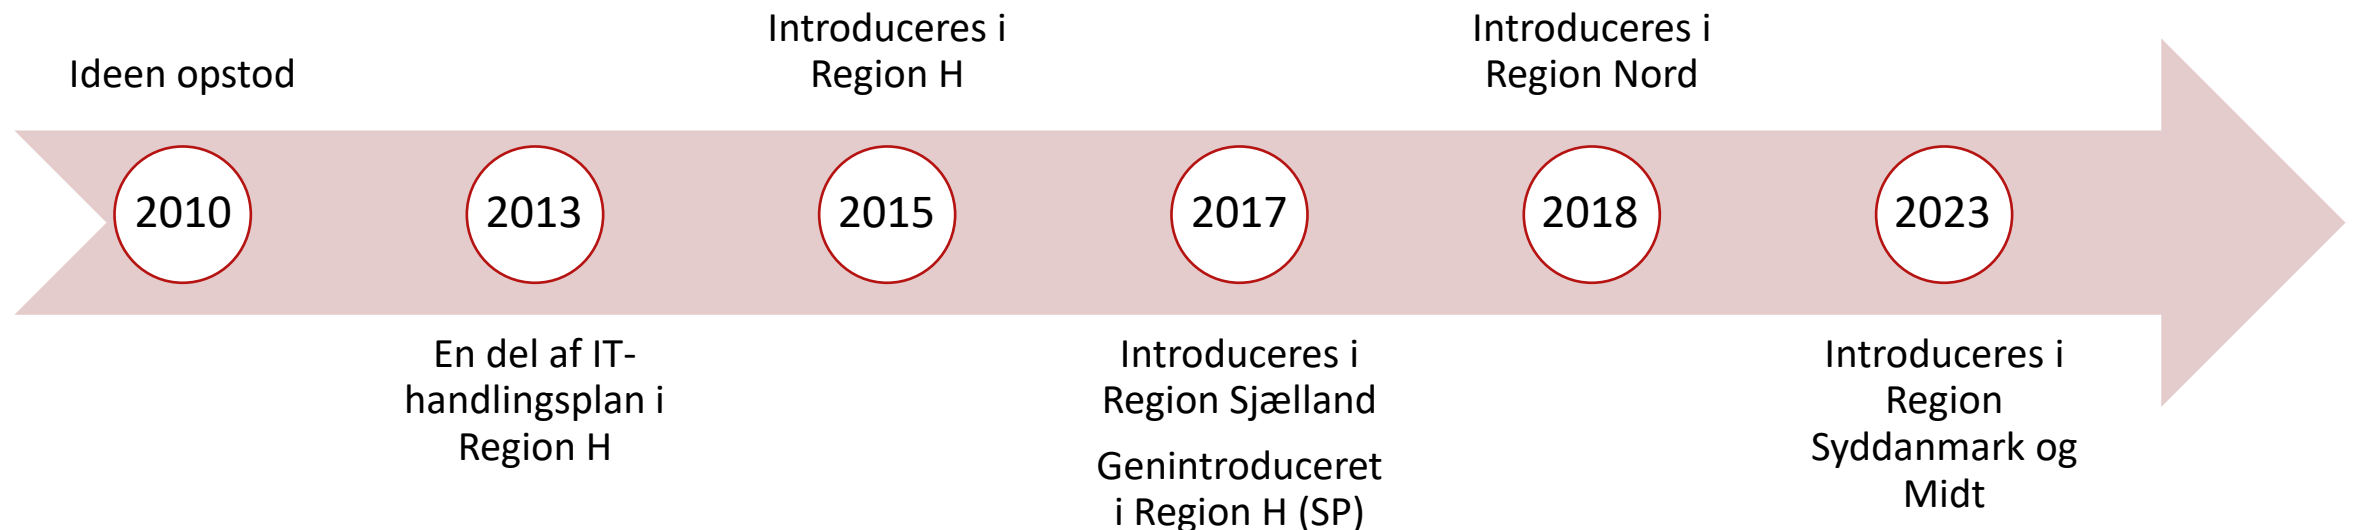 Ideen opstod
2010
2013
En del af IT-
handlingsplan i
Region H
Introduceres i
Region H
2015
2017
Introduceres i
Region Sjælland
Genintroduceret
i Region H (SP)
Introduceres i
Region Nord
2018
2023
Introduceres i
Region
Syddanmark og
Midt